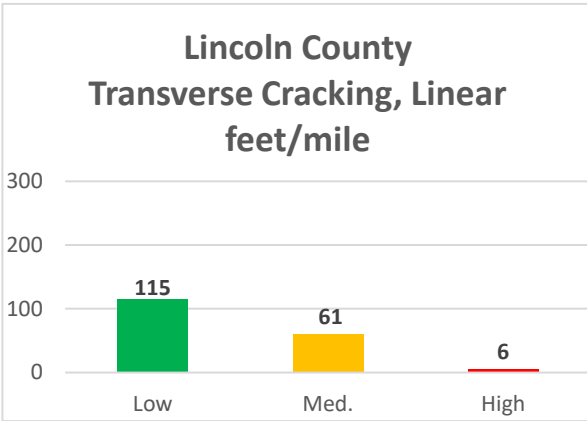 Lincoln County
Transverse Cracking, Linear
feet/mile
300
200
100
0
115
61
6
Low
Med.
High